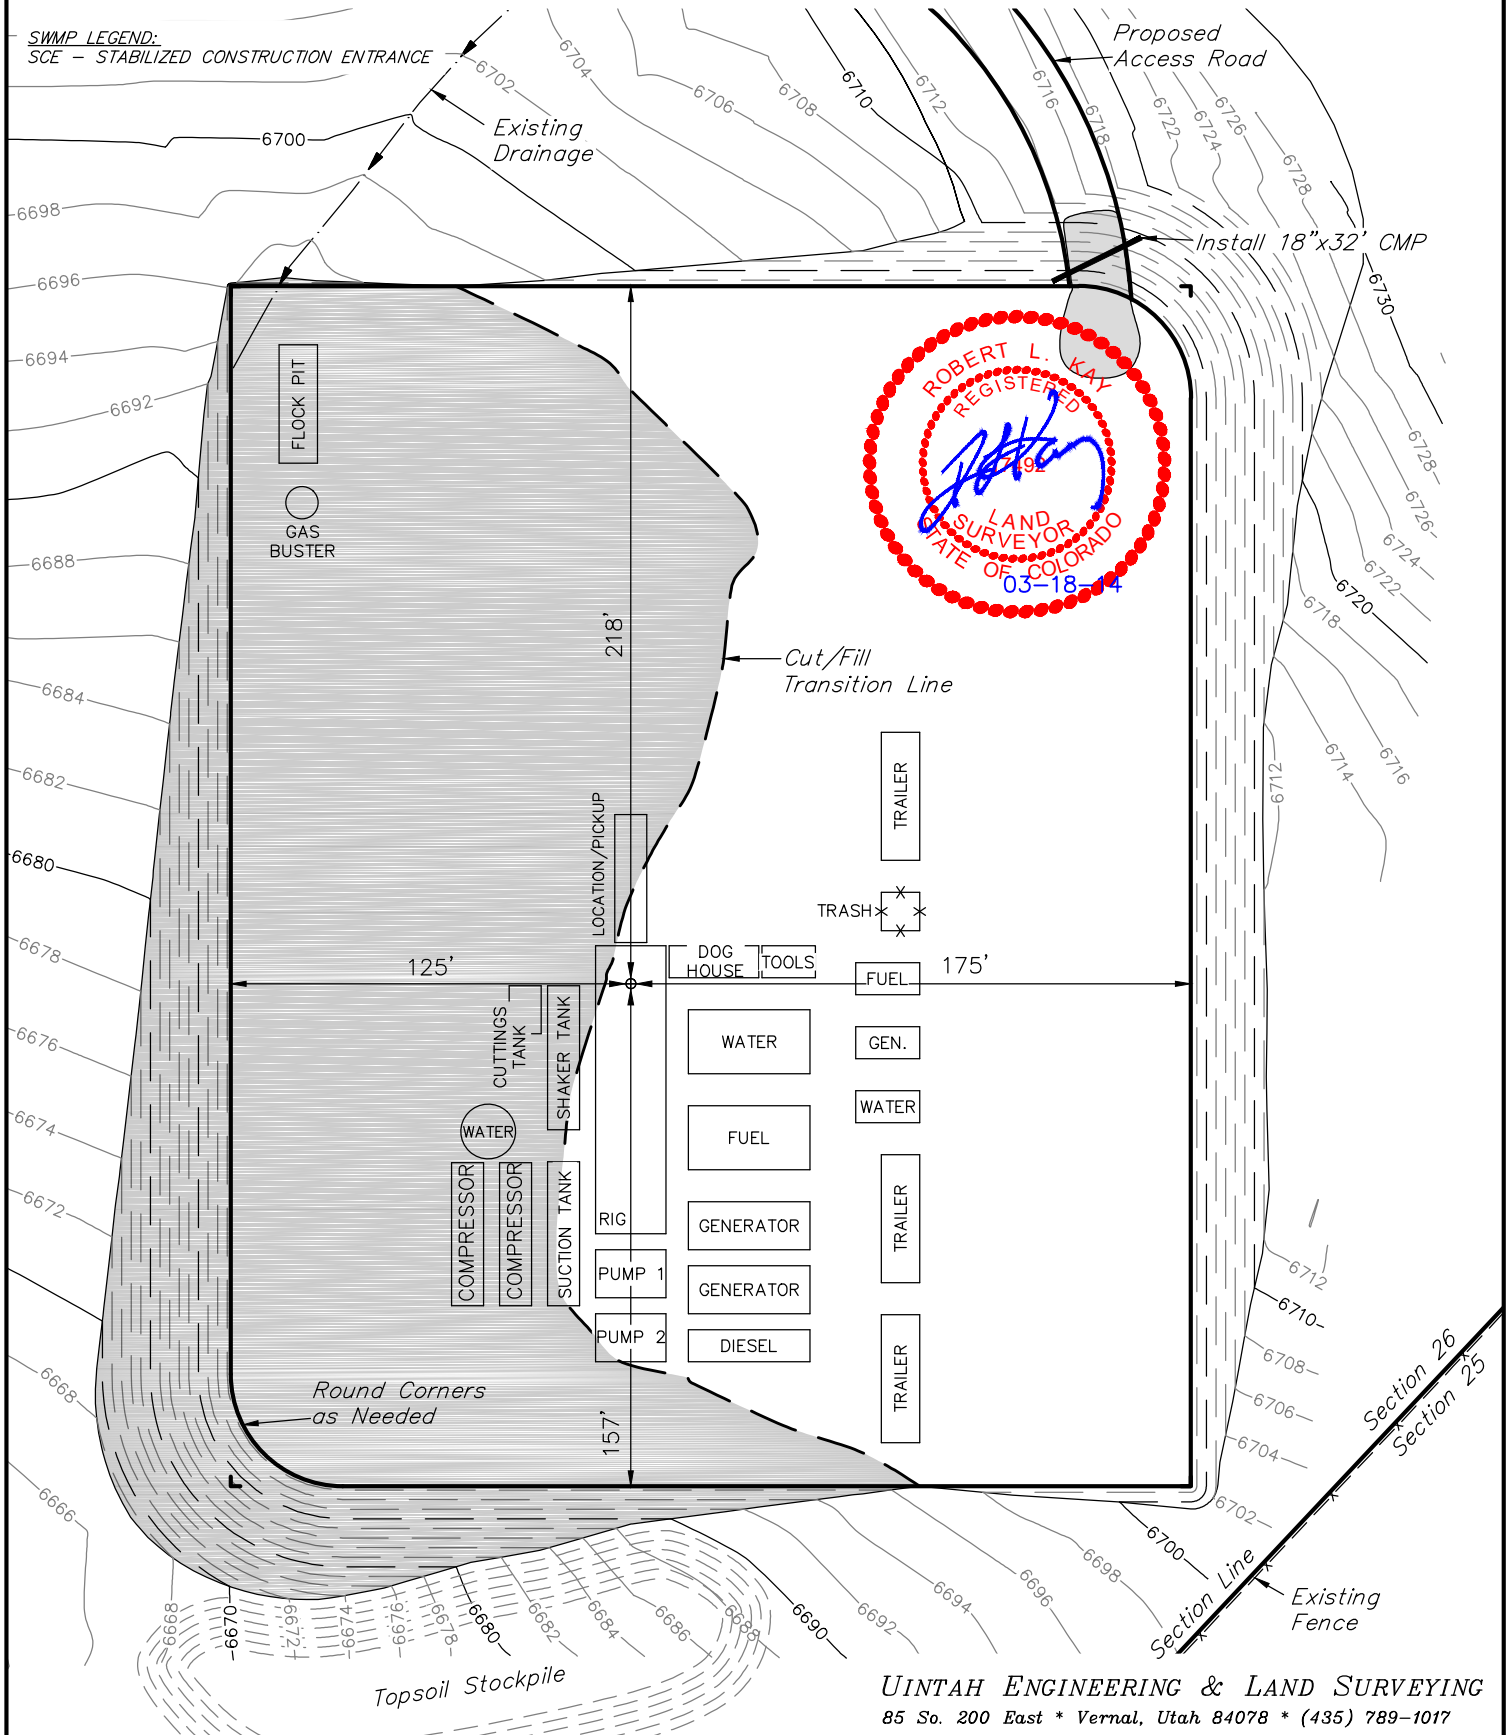 SWMP LEGEND:
SCE – STABILIZED CONSTRUCTION ENTRANCE
Proposed
Access Road
Existing
Drainage
6702
6704
6706
6708
6710
6712
6716
6718
6722
6724
6726
6728
6700
6698
6696
6694
6692
6688
6684
6682
6680
6678
6676
6674
6672
6668
6666
Install 18"x32' CMP
6730
6728
6726
6724
6722
6720
6718
6716
6714
6712
FLOCK PIT
GAS
BUSTER
ROBERT L. KAY
REGISTERED
17492
LAND
SURVEYOR
STATE OF COLORADO
03-18-14
218'
Cut/Fill
Transition Line
LOCATION/PICKUP
TRAILER
TRASH
DOG
HOUSE
TOOLS
125'
175'
FUEL
CUTTINGS
TANK
SHAKER TANK
WATER
GEN.
WATER
WATER
FUEL
COMPRESSOR
COMPRESSOR
SUCTION TANK
RIG
GENERATOR
TRAILER
PUMP 1
GENERATOR
PUMP 2
DIESEL
TRAILER
157'
Round Corners
as Needed
6712
6710
6708
6706
6704
6702
6700
6698
6696
6694
6692
6690
6688
6686
6684
6682
6680
6678
6676
6674
6672
6670
6668
Section 26
Section 25
Section Line
Existing
Fence
Topsoil Stockpile
UINTAH ENGINEERING & LAND SURVEYING
85 So. 200 East * Vernal, Utah 84078 * (435) 789-1017